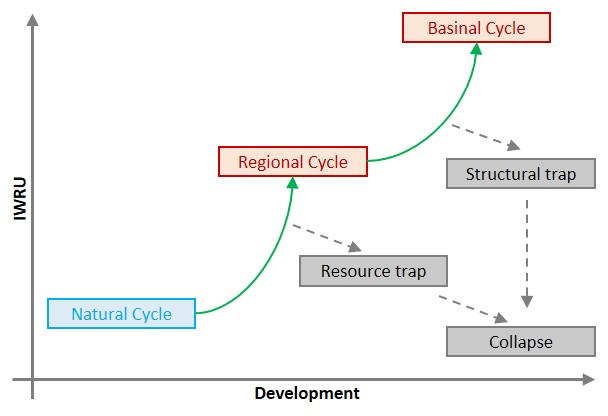 Basinal Cycle
Regional Cycle
Structural trap
IWRU
Resource trap
Natural Cycle
Collapse
Development